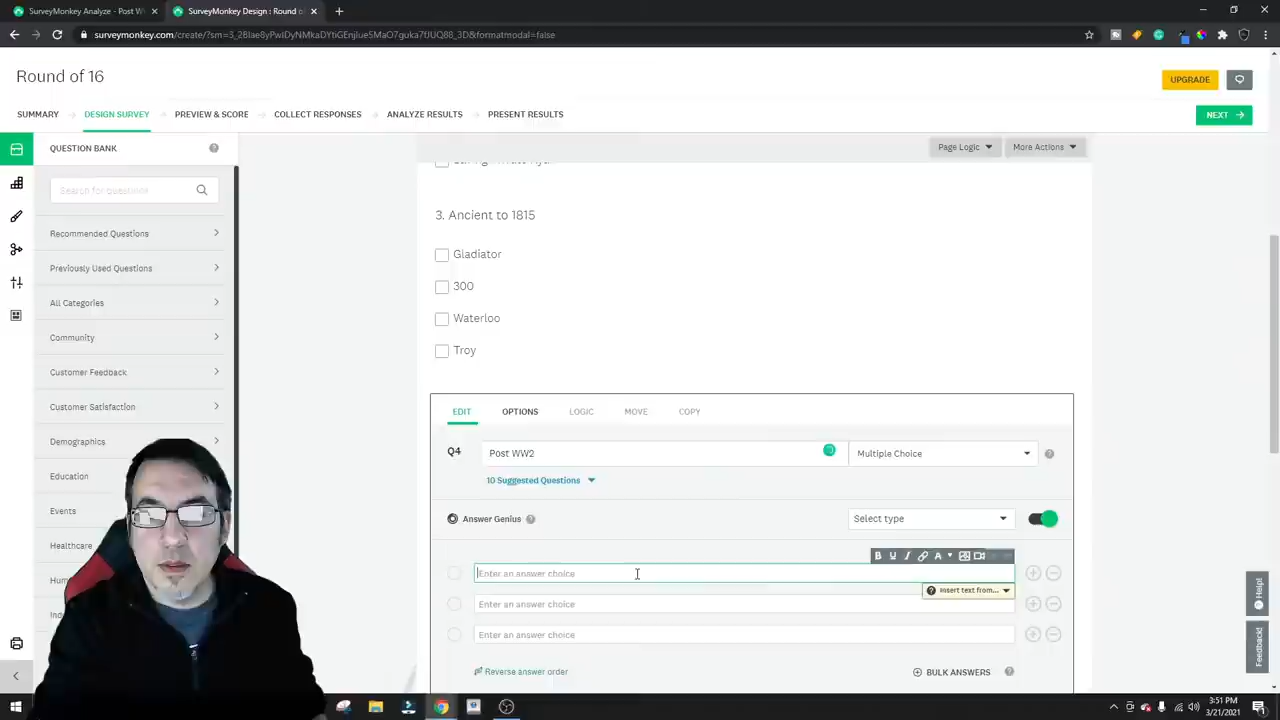 SurveyMonkey Analyze - Post W
SurveyMonkey Design : Round of
surveymonkey.com/create/?sm=3_2BIae8yPwIDyNMkaDYtiGEnjIue5MaO7guka7fJUQ88_3D&formatmodal=false
Round of 16
UPGRADE
SUMMARY
DESIGN SURVEY
PREVIEW & SCORE
COLLECT RESPONSES
ANALYZE RESULTS
PRESENT RESULTS
NEXT
QUESTION BANK
Page Logic
More Actions
Search for questions
3. Ancient to 1815
Recommended Questions
Gladiator
Previously Used Questions
300
All Categories
Waterloo
Community
Troy
Customer Feedback
Customer Satisfaction
EDIT
OPTIONS
LOGIC
MOVE
COPY
Demographics
Q4
Post WW2
Multiple Choice
Education
10 Suggested Questions
Events
Answer Genius
Select type
Healthcare
Enter an answer choice
Insert text from...
Enter an answer choice
Enter an answer choice
Reverse answer order
BULK ANSWERS
Help!
Feedback!
3:51 PM
3/21/2021